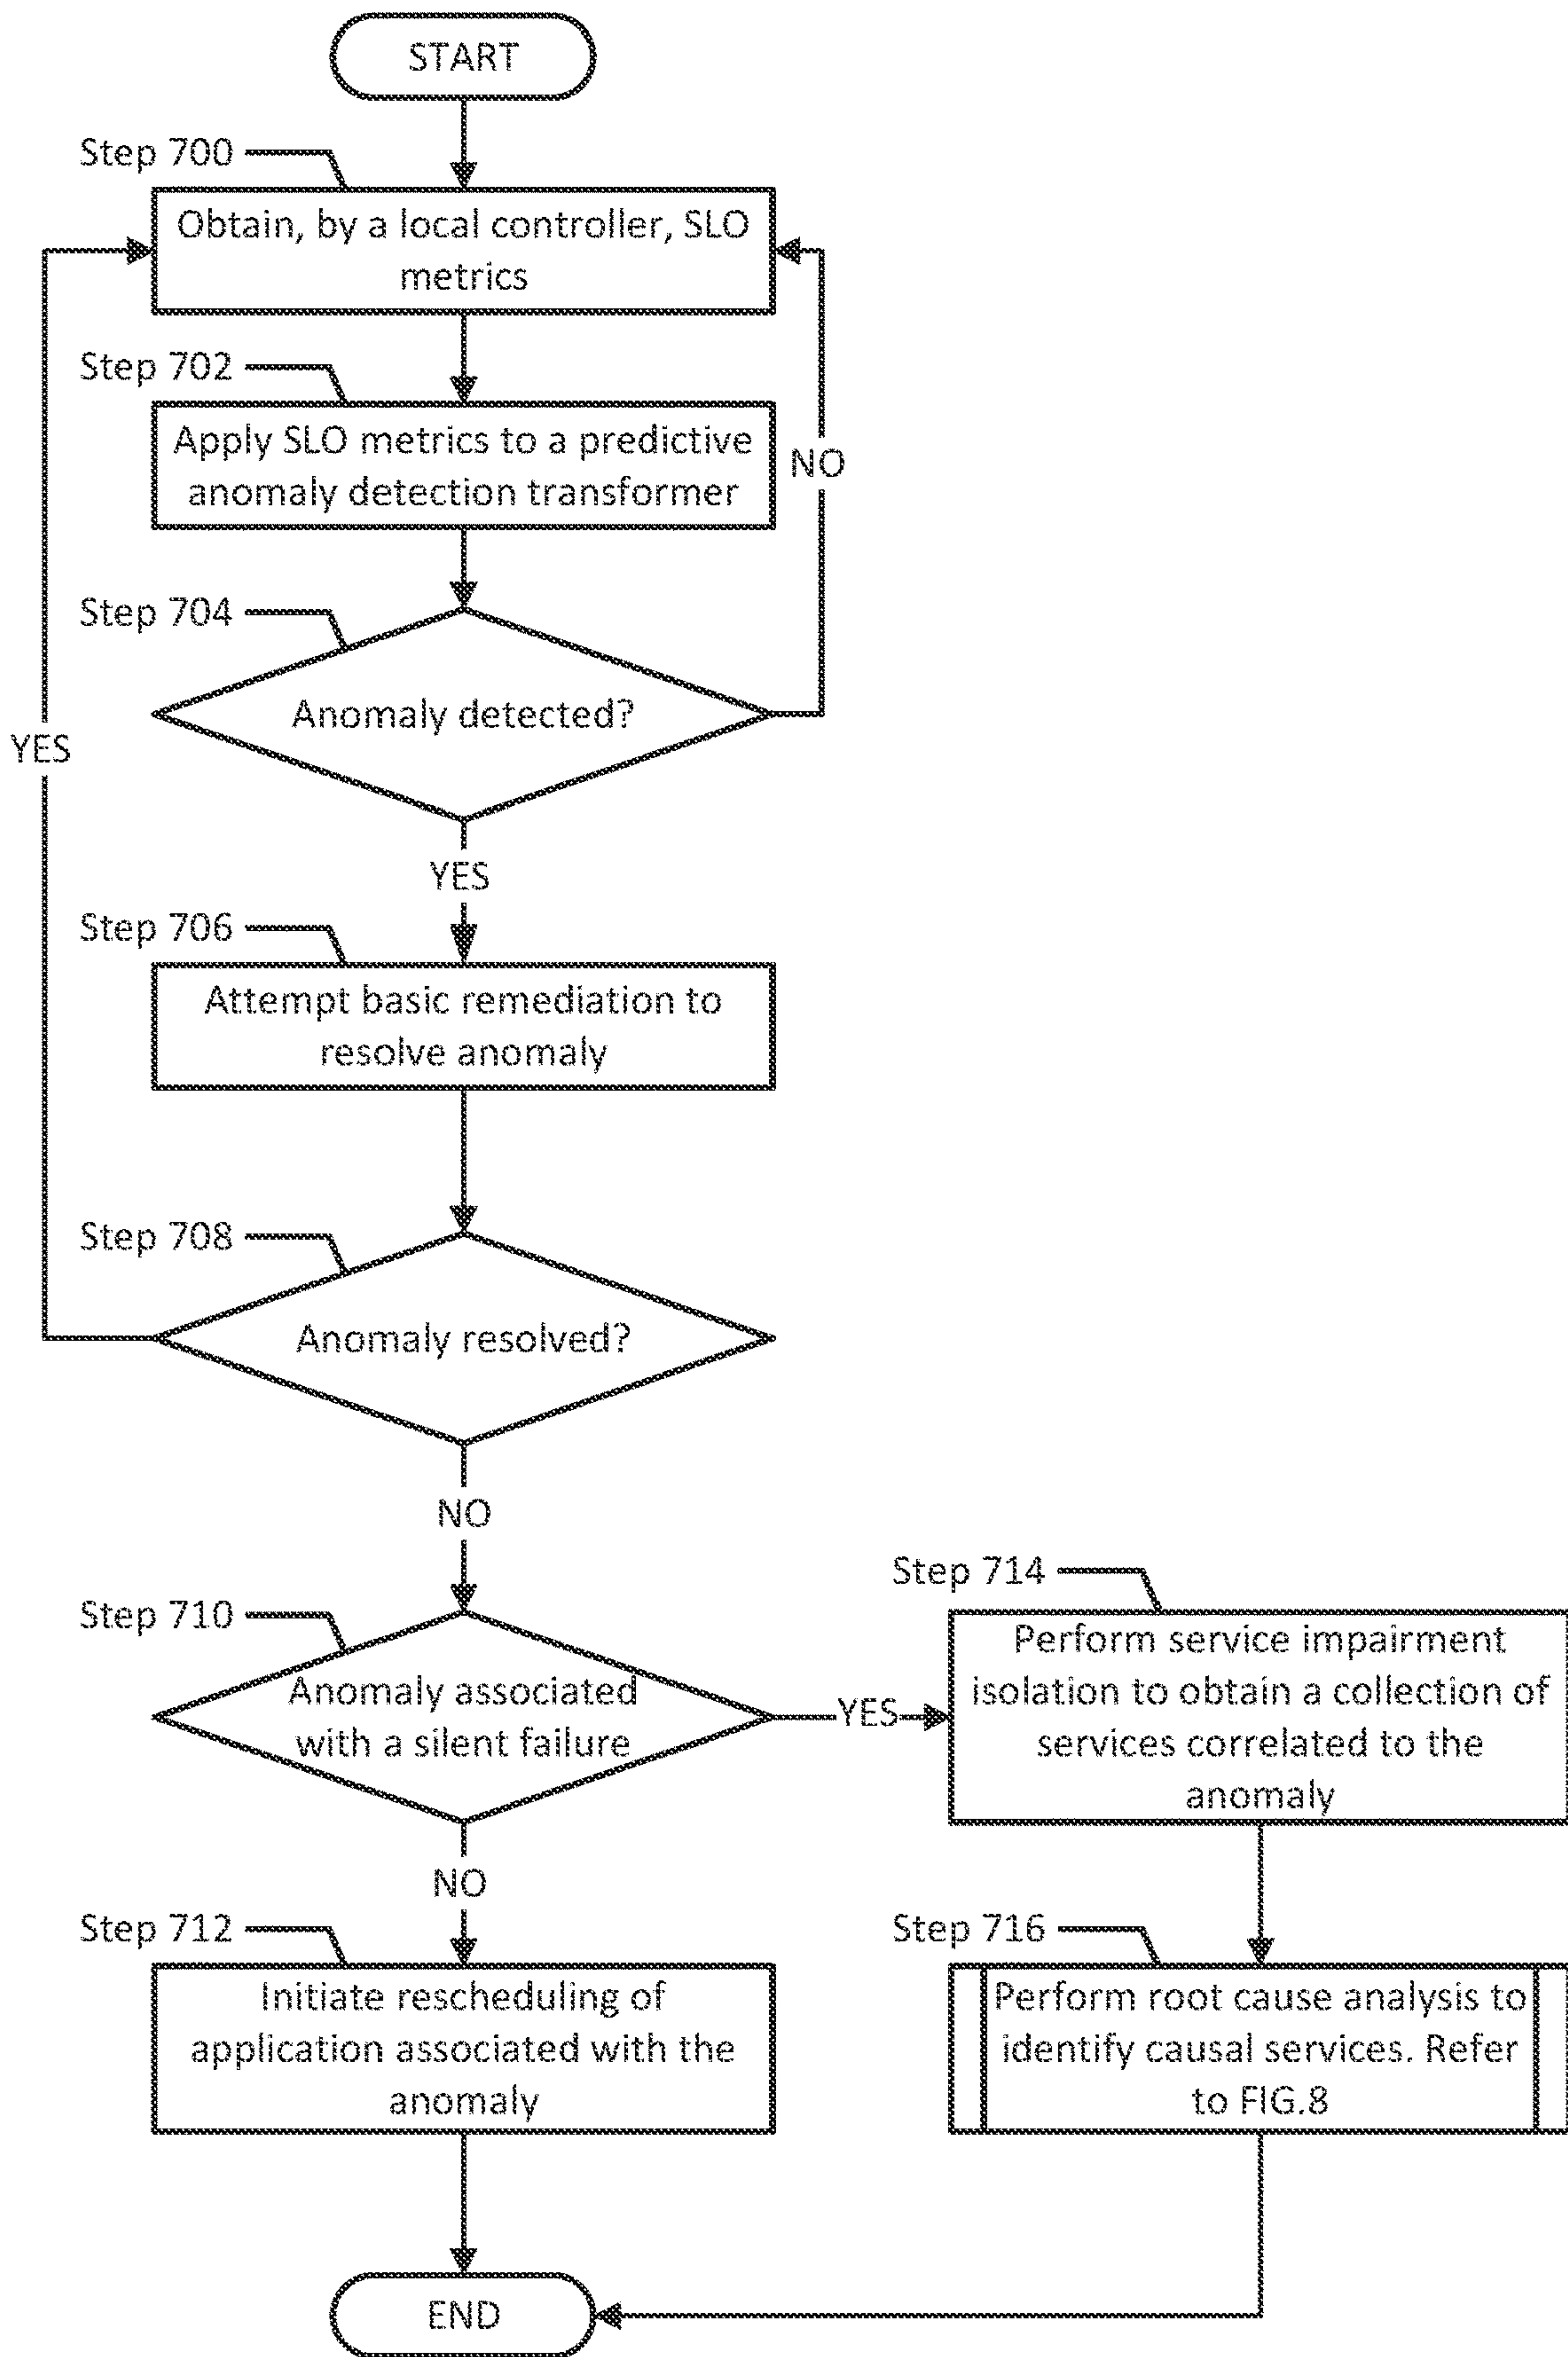 START
Step 700
Obtain, by a local controller, SLO
metrics
Step 702
Apply SLO metrics to a predictive
anomaly detection transformer
NO
Step 704
Anomaly detected?
YES
YES
Step 706
Attempt basic remediation to
resolve anomaly
Step 708
Anomaly resolved?
NO
Step 710
Anomaly associated
with a silent failure
YES
Step 714
Perform service impairment
isolation to obtain a collection of
services correlated to the
anomaly
NO
Step 712
Initiate rescheduling of
application associated with the
anomaly
Step 716
Perform root cause analysis to
identify causal services. Refer
to FIG.8
END